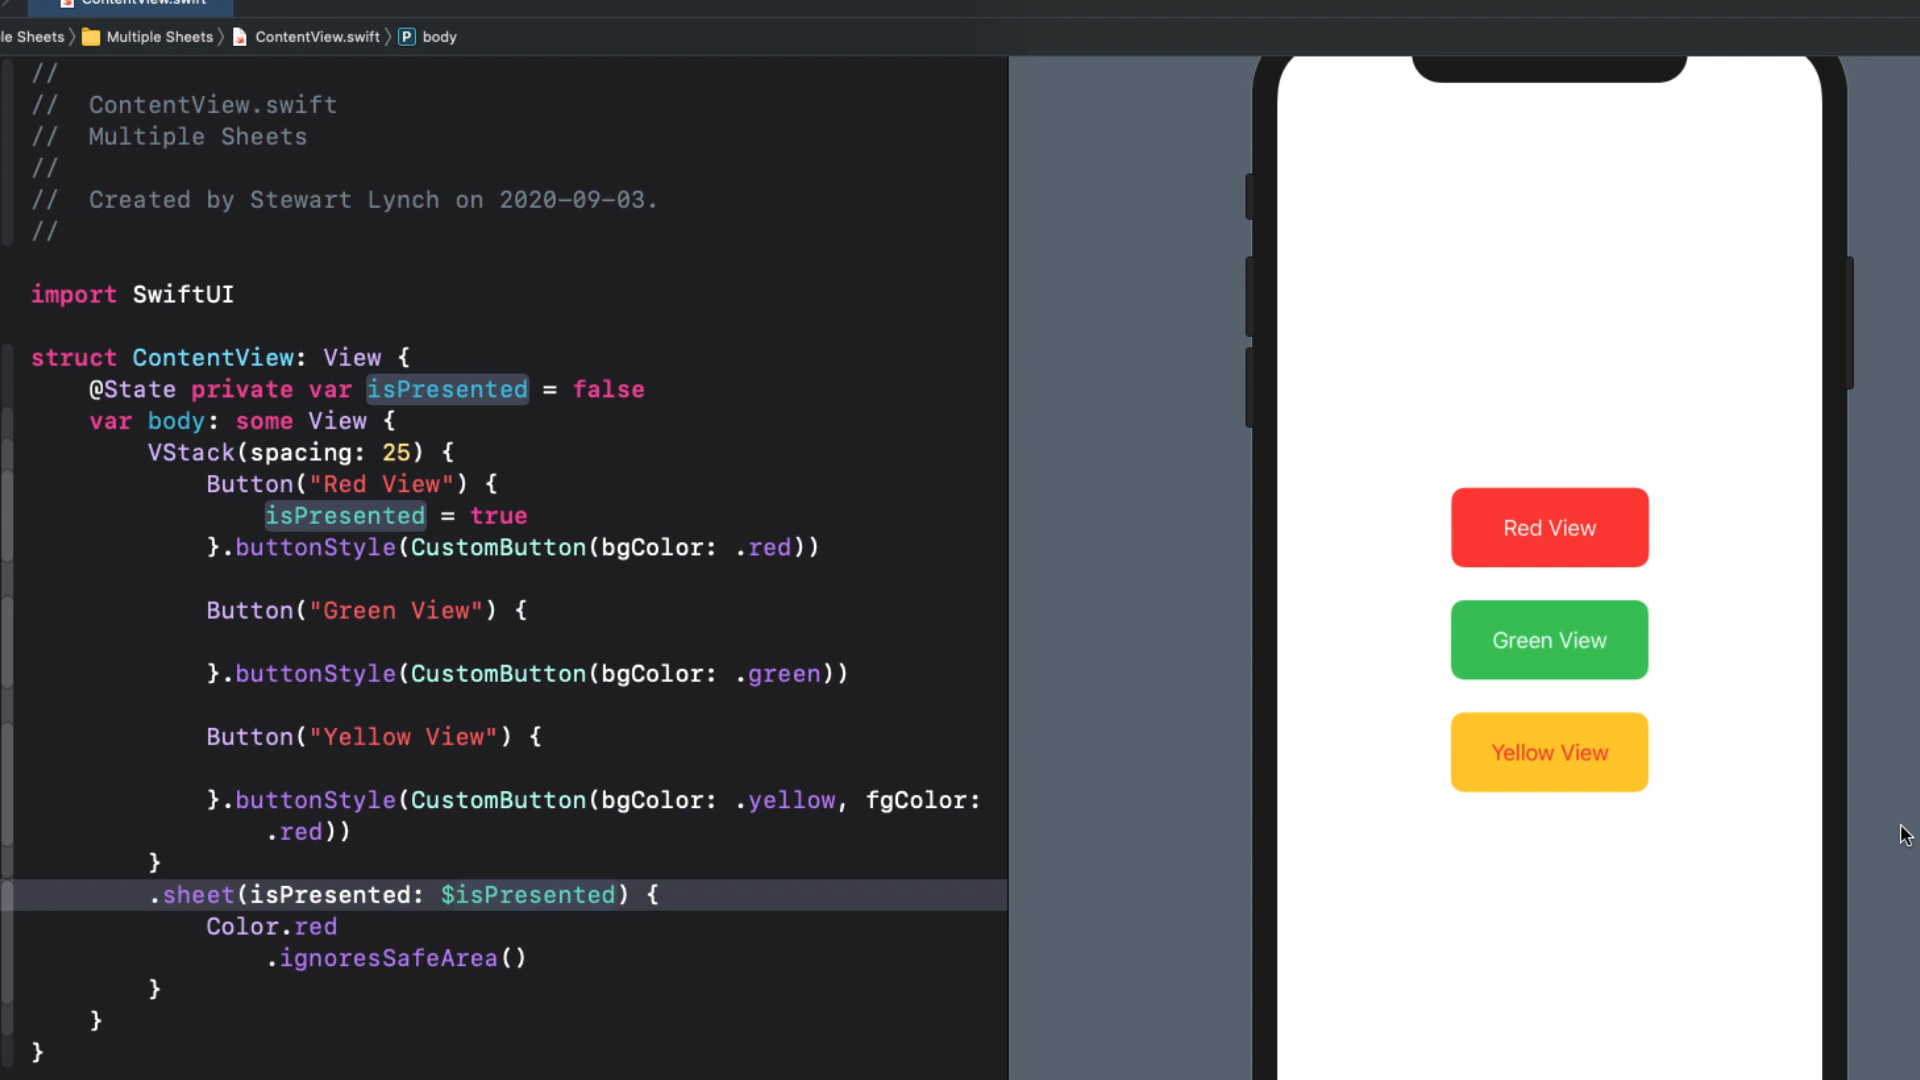 ContentView.swift
le Sheets 〉 Multiple Sheets 〉 ContentView.swift 〉 P body
//
//  ContentView.swift
//  Multiple Sheets
//
//  Created by Stewart Lynch on 2020-09-03.
//
import SwiftUI
struct ContentView: View {
@State private var isPresented = false
var body: some View {
VStack(spacing: 25) {
Button("Red View") {
isPresented = true
}.buttonStyle(CustomButton(bgColor: .red))
Button("Green View") {
}.buttonStyle(CustomButton(bgColor: .green))
Button("Yellow View") {
}.buttonStyle(CustomButton(bgColor: .yellow, fgColor:
.red))
}
.sheet(isPresented: $isPresented) {
Color.red
.ignoresSafeArea()
}
}
}
Red View
Green View
Yellow View